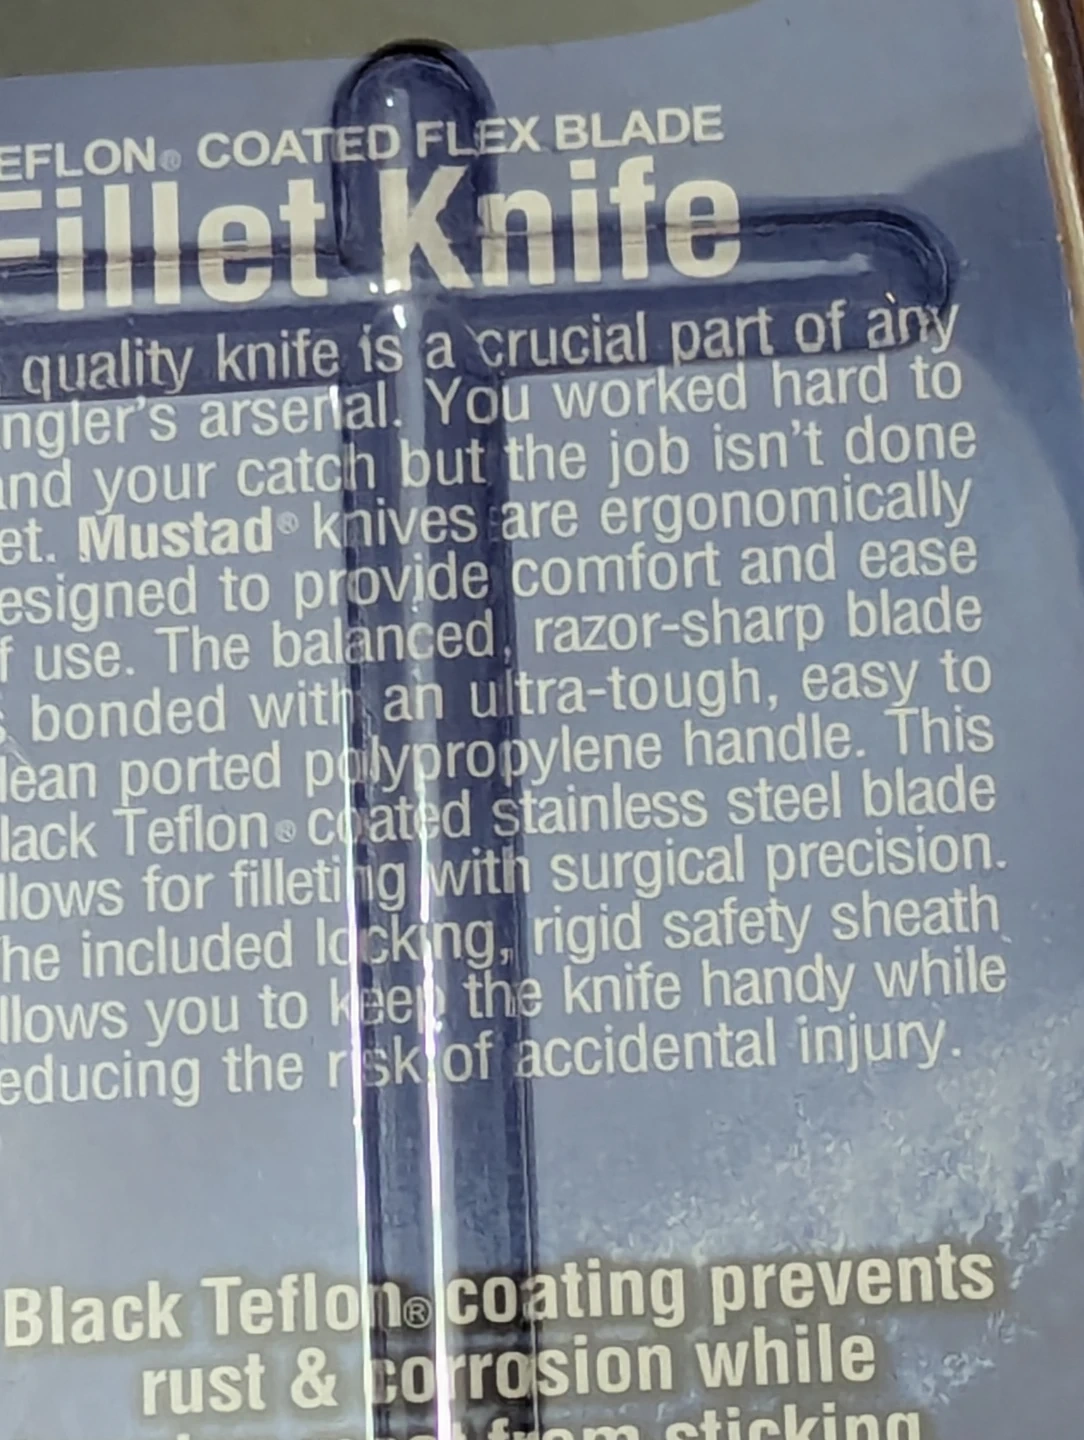 EFLON® COATED FLEX BLADE
Fillet Knife
quality knife is a crucial part of any
ngler's arsenal. You worked hard to
and your catch but the job isn't done
et. Mustad® knives are ergonomically
esigned to provide comfort and ease
f use. The balanced, razor-sharp blade
s bonded with an ultra-tough, easy to
lean ported polypropylene handle. This
lack Teflon® coated stainless steel blade
llows for filleting with surgical precision.
he included locking, rigid safety sheath
llows you to keep the knife handy while
educing the risk of accidental injury.
Black Teflon® coating prevents
rust & corrosion while
from sticking